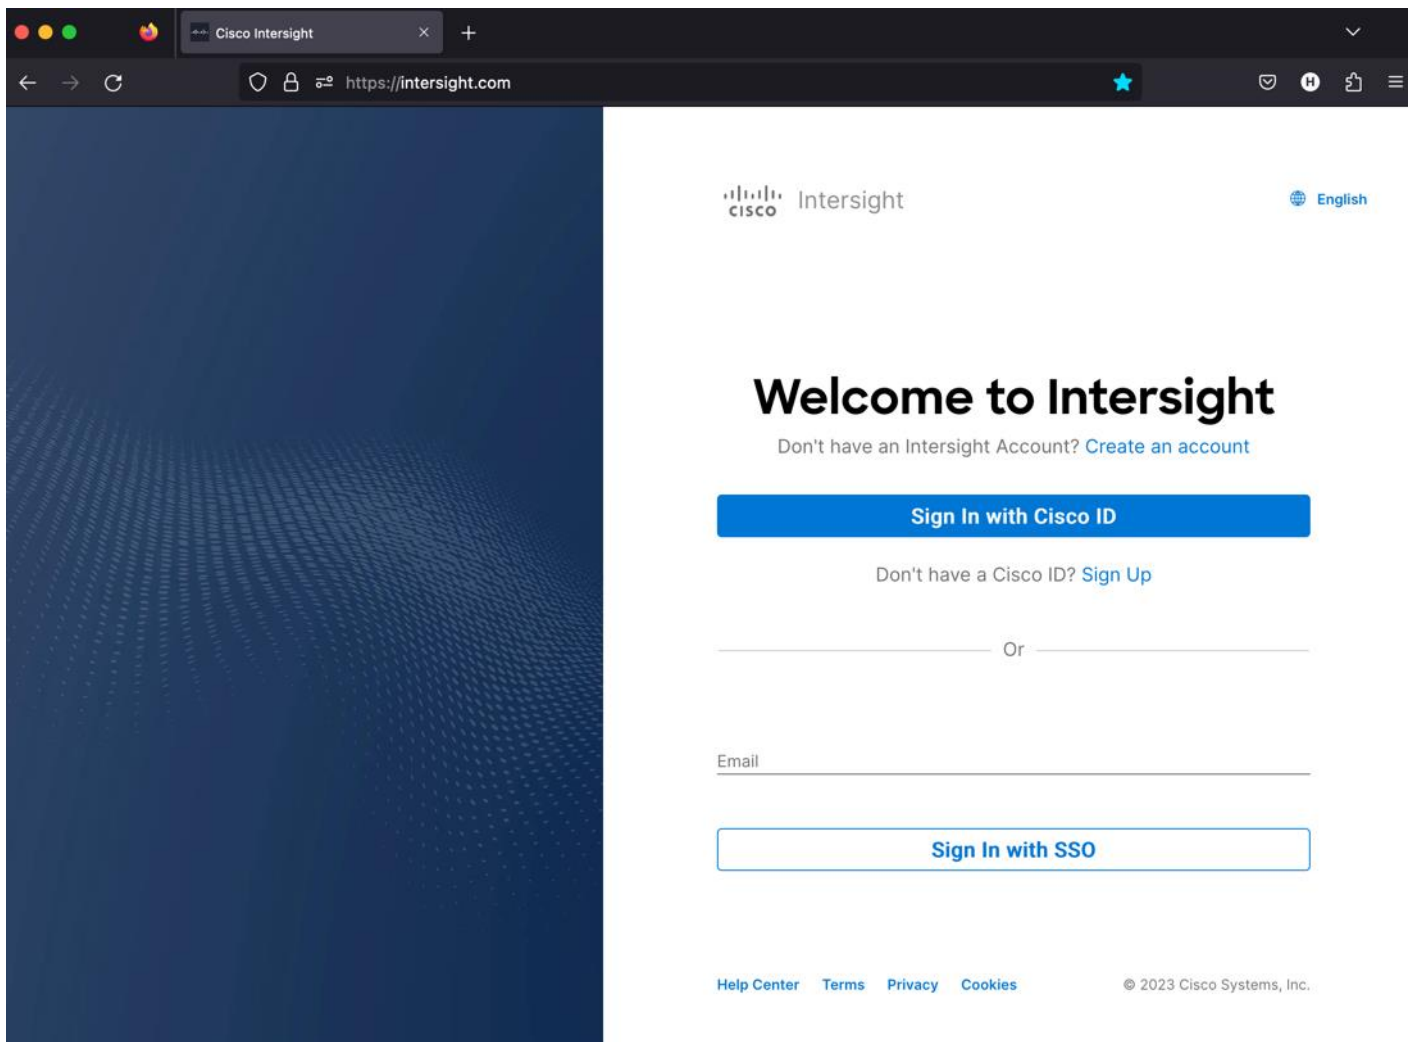 Cisco Intersight
https://intersight.com
H
CISCO Intersight
English
Welcome to Intersight
Don't have an Intersight Account? Create an account
Sign In with Cisco ID
Don't have a Cisco ID? Sign Up
Or
Email
Sign In with SSO
Help Center Terms Privacy Cookies © 2023 Cisco Systems, Inc.